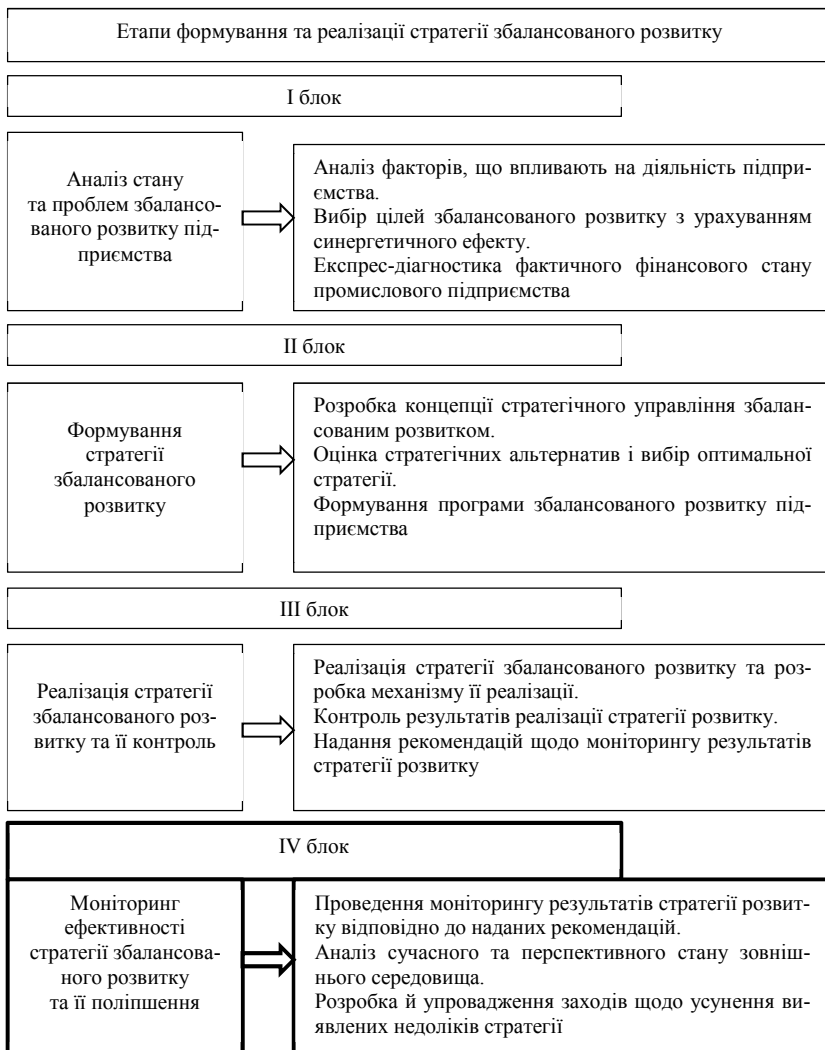 Етапи формування та реалізації стратегії збалансованого розвитку
І блок
Аналіз стану
та проблем збалансо-
ваного розвитку під-
приємства
Аналіз факторів, що впливають на діяльність підпри-
ємства.
Вибір цілей збалансованого розвитку з урахуванням
синергетичного ефекту.
Експрес-діагностика фактичного фінансового стану
промислового підприємства
ІІ блок
Формування
стратегії
збалансованого
розвитку
Розробка концепції стратегічного управління збалан-
сованим розвитком.
Оцінка стратегічних альтернатив і вибір оптимальної
стратегії.
Формування програми збалансованого розвитку під-
приємства
ІІІ блок
Реалізація стратегії
збалансованого роз-
витку та її контроль
Реалізація стратегії збалансованого розвитку та роз-
робка механізму її реалізації.
Контроль результатів реалізації стратегії розвитку.
Надання рекомендацій щодо моніторингу результатів
стратегії розвитку
IV блок
Моніторинг
ефективності
стратегії збалансова-
ного розвитку
та її поліпшення
Проведення моніторингу результатів стратегії розвит-
ку відповідно до наданих рекомендацій.
Аналіз сучасного та перспективного стану зовніш-
нього середовища.
Розробка й упровадження заходів щодо усунення ви-
явлених недоліків стратегії